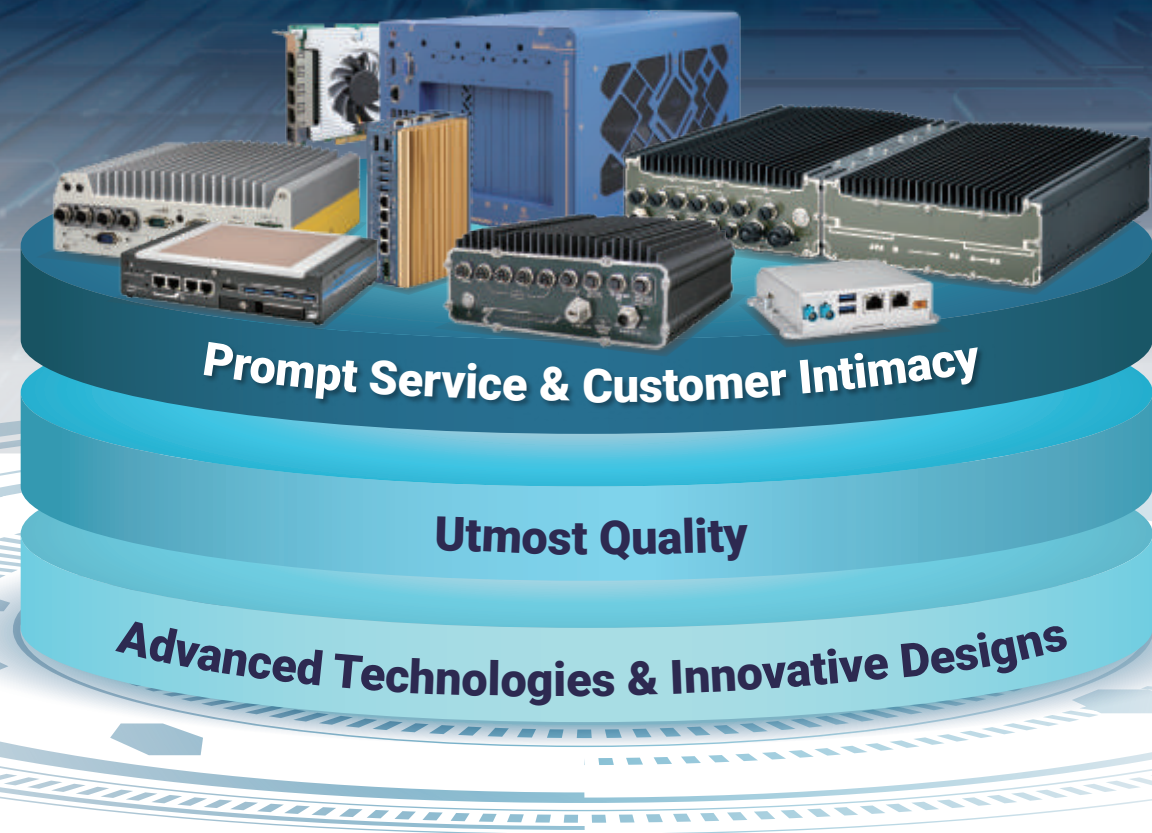 Prompt Service & Customer Intimacy
Utmost Quality
Advanced Technologies & Innovative Designs